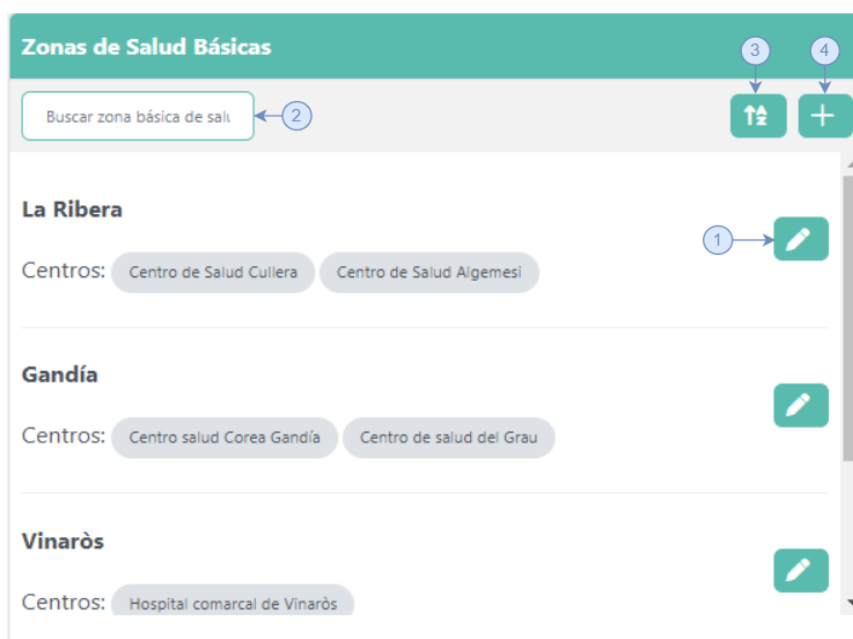 Zonas de Salud Básicas
3 4
Buscar zona básica de salu
2
La Ribera
1
Centros: Centro de Salud Cullera Centro de Salud Algemesi
Gandía
Centros: Centro salud Corea Gandía Centro de salud del Grau
Vinaròs
Centros: Hospital comarcal de Vinaròs